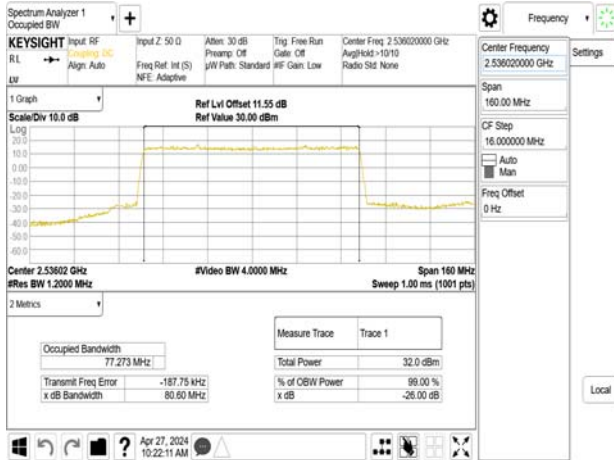 Spectrum Analyzer 1
Occupied BW
Frequency
KEYSIGHT
RL
Input: RF
Coupling: DC
Align: Auto
Input Z: 50 Ω
Freq Ref: Int (S)
NFE: Adaptive
Atten: 30 dB
Preamp: Off
µW Path: Standard
Trig: Free Run
Gate: Off
#IF Gain: Low
Center Freq: 2.536020000 GHz
Avg|Hold:>10/10
Radio Std: None
Center Frequency
2.536020000 GHz
Settings
Span
160.00 MHz
CF Step
16.000000 MHz
Auto
Man
Freq Offset
0 Hz
Local
1 Graph
Scale/Div 10.0 dB
Ref Lvl Offset 11.55 dB
Ref Value 30.00 dBm
Log
20.0
10.0
0.00
-10.0
-20.0
-30.0
-40.0
-50.0
-60.0
Center 2.53602 GHz
#Video BW 4.0000 MHz
Span 160 MHz
#Res BW 1.2000 MHz
Sweep 1.00 ms (1001 pts)
2 Metrics
Measure Trace
Trace 1
Occupied Bandwidth
77.273 MHz
Total Power
32.0 dBm
Transmit Freq Error
-187.75 kHz
% of OBW Power
99.00 %
x dB Bandwidth
80.60 MHz
x dB
-26.00 dB
?
Apr 27, 2024
10:22:11 AM